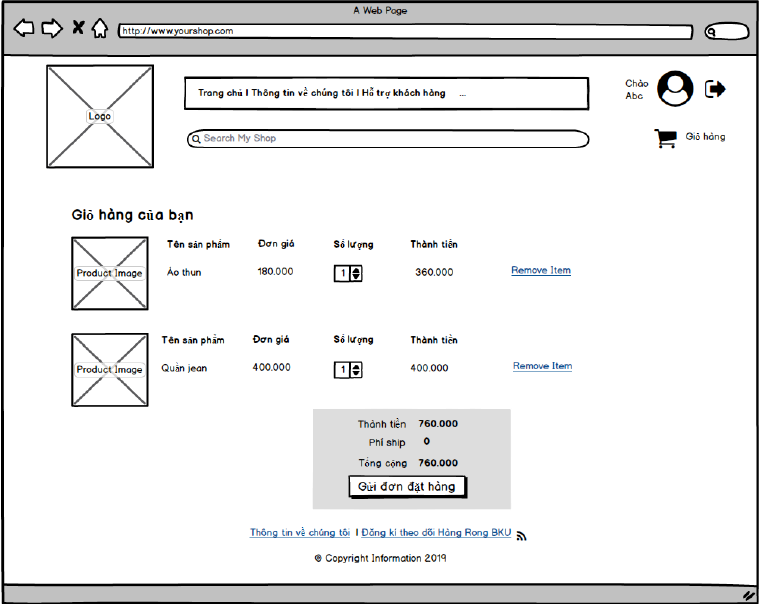 A Web Page
http://www.yourshop.com
Logo
Trang chủ I Thông tin về chúng tôi I Hỗ trợ khách hàng ...
Chào
Abc
Search My Shop
Giỏ hàng
Giỏ hàng của bạn
Tên sản phẩm Đơn giá Số lượng Thành tiền
Product Image Áo thun 180.000 1 360.000 Remove Item
Tên sản phẩm Đơn giá Số lượng Thành tiền
Product Image Quần jean 400.000 1 400.000 Remove Item
Thành tiền 760.000
Phí ship 0
Tổng cộng 760.000
Gửi đơn đặt hàng
Thông tin về chúng tôi I Đăng kí theo dõi Hàng Rong BKU
© Copyright Information 2019